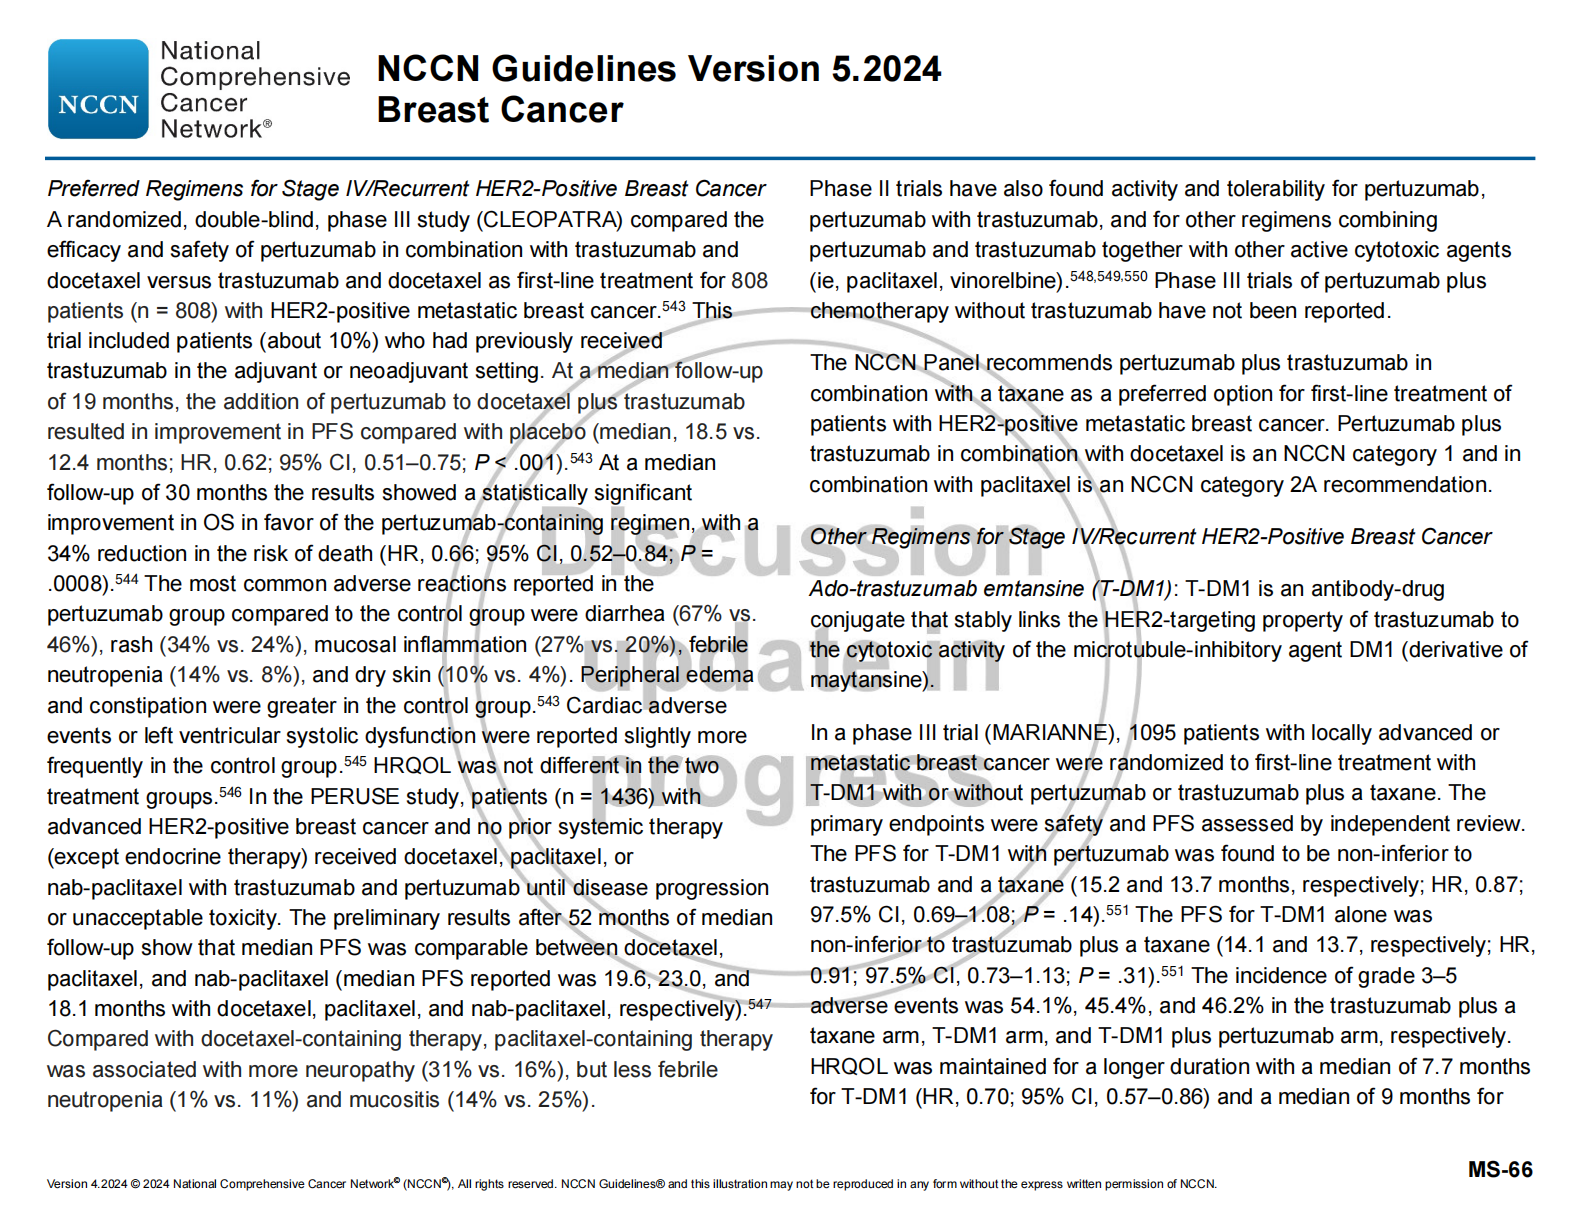 National
Comprehensive
Cancer
Network®
NCCN
NCCN Guidelines Version 5.2024
Breast Cancer
Preferred Regimens for Stage IV/Recurrent HER2-Positive Breast Cancer
A randomized, double-blind, phase III study (CLEOPATRA) compared the
efficacy and safety of pertuzumab in combination with trastuzumab and
docetaxel versus trastuzumab and docetaxel as first-line treatment for 808
patients (n = 808) with HER2-positive metastatic breast cancer.543 This
trial included patients (about 10%) who had previously received
trastuzumab in the adjuvant or neoadjuvant setting. At a median follow-up
of 19 months, the addition of pertuzumab to docetaxel plus trastuzumab
resulted in improvement in PFS compared with placebo (median, 18.5 vs.
12.4 months; HR, 0.62; 95% CI, 0.51–0.75; P < .001).543 At a median
follow-up of 30 months the results showed a statistically significant
improvement in OS in favor of the pertuzumab-containing regimen, with a
34% reduction in the risk of death (HR, 0.66; 95% CI, 0.52–0.84; P =
.0008).544 The most common adverse reactions reported in the
pertuzumab group compared to the control group were diarrhea (67% vs.
46%), rash (34% vs. 24%), mucosal inflammation (27% vs. 20%), febrile
neutropenia (14% vs. 8%), and dry skin (10% vs. 4%). Peripheral edema
and constipation were greater in the control group.543 Cardiac adverse
events or left ventricular systolic dysfunction were reported slightly more
frequently in the control group.545 HRQOL was not different in the two
treatment groups.546 In the PERUSE study, patients (n = 1436) with
advanced HER2-positive breast cancer and no prior systemic therapy
(except endocrine therapy) received docetaxel, paclitaxel, or
nab-paclitaxel with trastuzumab and pertuzumab until disease progression
or unacceptable toxicity. The preliminary results after 52 months of median
follow-up show that median PFS was comparable between docetaxel,
paclitaxel, and nab-paclitaxel (median PFS reported was 19.6, 23.0, and
18.1 months with docetaxel, paclitaxel, and nab-paclitaxel, respectively).547
Compared with docetaxel-containing therapy, paclitaxel-containing therapy
was associated with more neuropathy (31% vs. 16%), but less febrile
neutropenia (1% vs. 11%) and mucositis (14% vs. 25%).
Phase II trials have also found activity and tolerability for pertuzumab,
pertuzumab with trastuzumab, and for other regimens combining
pertuzumab and trastuzumab together with other active cytotoxic agents
(ie, paclitaxel, vinorelbine).548,549,550 Phase III trials of pertuzumab plus
chemotherapy without trastuzumab have not been reported.
The NCCN Panel recommends pertuzumab plus trastuzumab in
combination with a taxane as a preferred option for first-line treatment of
patients with HER2-positive metastatic breast cancer. Pertuzumab plus
trastuzumab in combination with docetaxel is an NCCN category 1 and in
combination with paclitaxel is an NCCN category 2A recommendation.
Other Regimens for Stage IV/Recurrent HER2-Positive Breast Cancer
Ado-trastuzumab emtansine (T-DM1): T-DM1 is an antibody-drug
conjugate that stably links the HER2-targeting property of trastuzumab to
the cytotoxic activity of the microtubule-inhibitory agent DM1 (derivative of
maytansine).
In a phase III trial (MARIANNE), 1095 patients with locally advanced or
metastatic breast cancer were randomized to first-line treatment with
T-DM1 with or without pertuzumab or trastuzumab plus a taxane. The
primary endpoints were safety and PFS assessed by independent review.
The PFS for T-DM1 with pertuzumab was found to be non-inferior to
trastuzumab and a taxane (15.2 and 13.7 months, respectively; HR, 0.87;
97.5% CI, 0.69–1.08; P = .14).551 The PFS for T-DM1 alone was
non-inferior to trastuzumab plus a taxane (14.1 and 13.7, respectively; HR,
0.91; 97.5% CI, 0.73–1.13; P = .31).551 The incidence of grade 3–5
adverse events was 54.1%, 45.4%, and 46.2% in the trastuzumab plus a
taxane arm, T-DM1 arm, and T-DM1 plus pertuzumab arm, respectively.
HRQOL was maintained for a longer duration with a median of 7.7 months
for T-DM1 (HR, 0.70; 95% CI, 0.57–0.86) and a median of 9 months for
Discussion
update in
progress
MS-66
Version 4.2024 © 2024 National Comprehensive Cancer Network© (NCCN©), All rights reserved. NCCN Guidelines® and this illustration may not be reproduced in any form without the express written permission of NCCN.